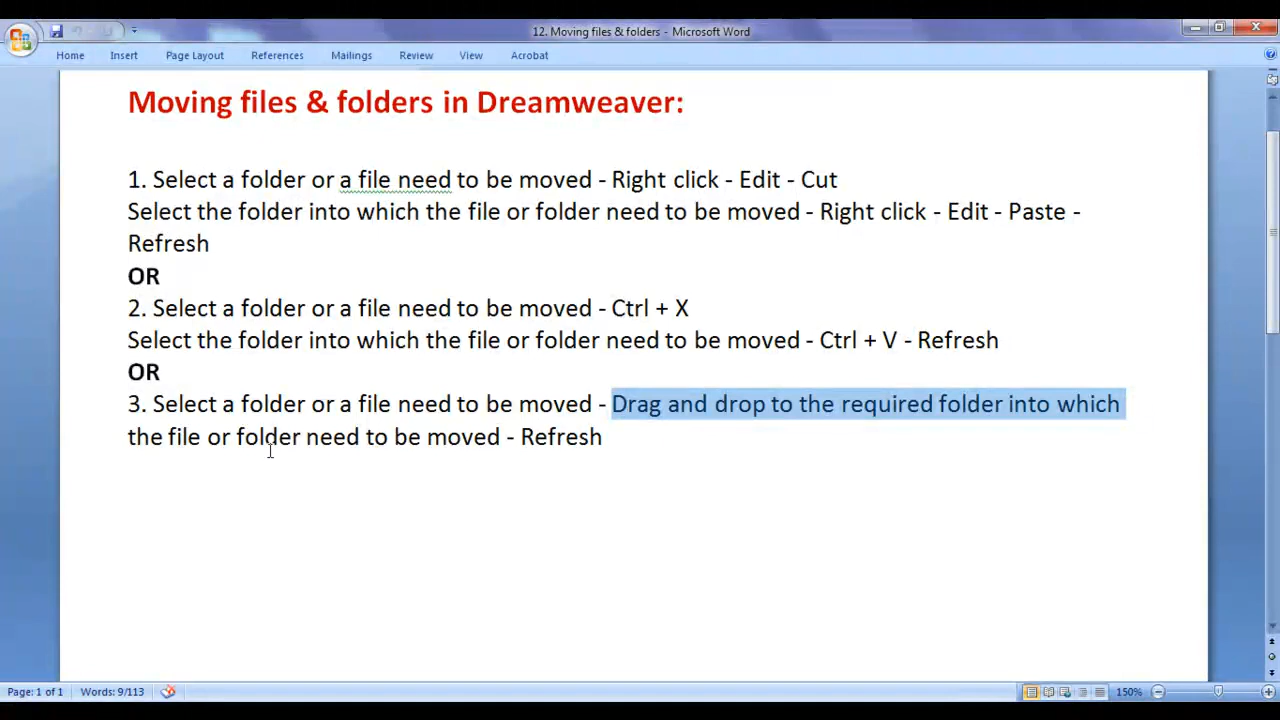 12. Moving files & folders - Microsoft Word
Home Insert Page Layout References Mailings Review View Acrobat
Moving files & folders in Dreamweaver:
1. Select a folder or a file need to be moved - Right click - Edit - Cut
Select the folder into which the file or folder need to be moved - Right click - Edit - Paste -
Refresh
OR
2. Select a folder or a file need to be moved - Ctrl + X
Select the folder into which the file or folder need to be moved - Ctrl + V - Refresh
OR
3. Select a folder or a file need to be moved - Drag and drop to the required folder into which
the file or folder need to be moved - Refresh
Page: 1 of 1 Words: 9/113 150%